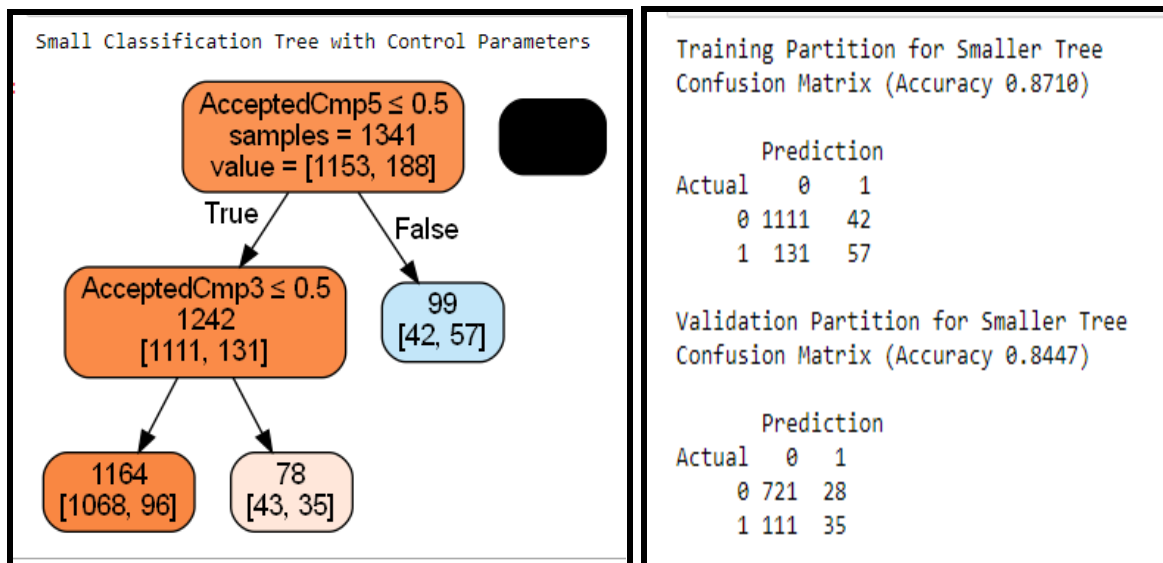 Small Classification Tree with Control Parameters
AcceptedCmp5 ≤ 0.5
samples = 1341
value = [1153, 188]
True
False
AcceptedCmp3 ≤ 0.5
1242
[1111, 131]
99
[42, 57]
1164
[1068, 96]
78
[43, 35]
Training Partition for Smaller Tree
Confusion Matrix (Accuracy 0.8710)
Prediction
Actual 0 1
0 1111 42
1 131 57
Validation Partition for Smaller Tree
Confusion Matrix (Accuracy 0.8447)
Prediction
Actual 0 1
0 721 28
1 111 35